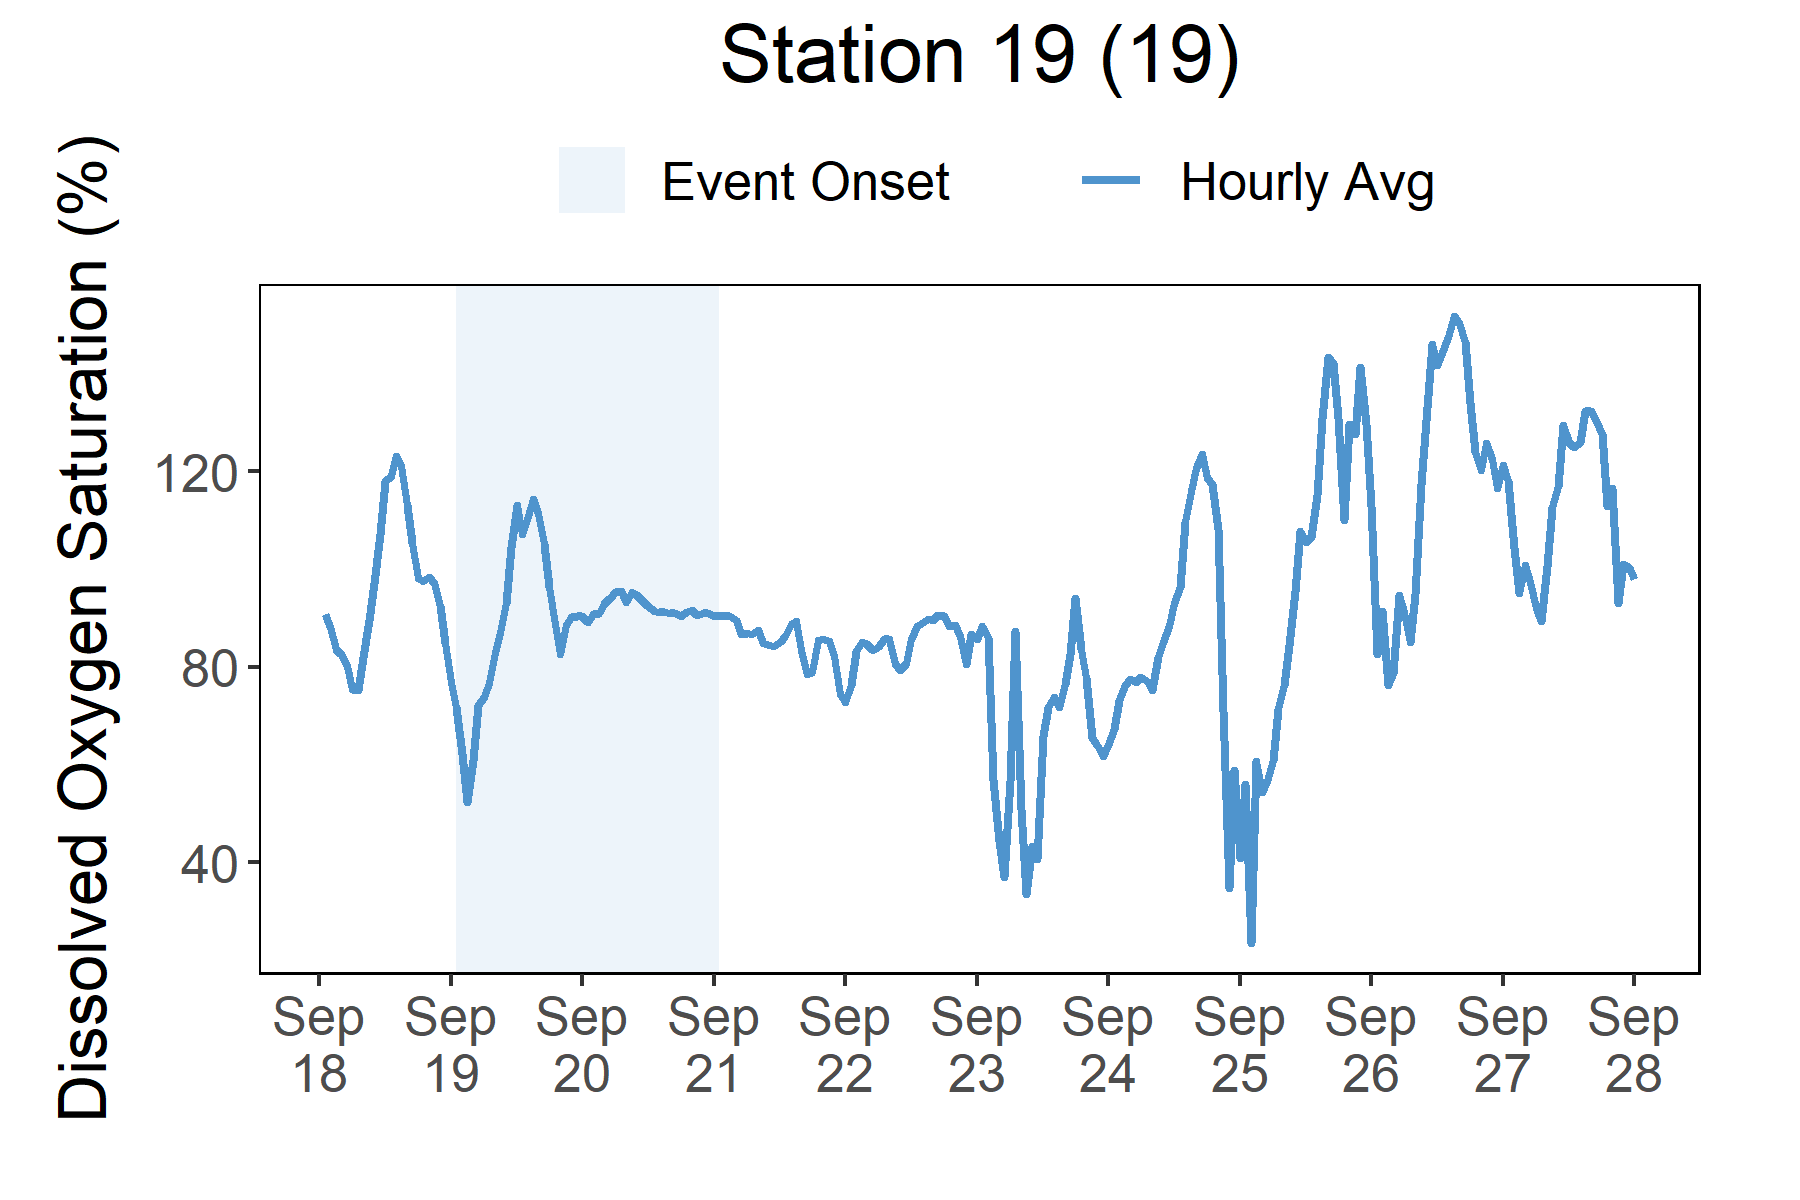 Station 19 (19)
Event Onset
Hourly Avg
Dissolved Oxygen Saturation (%)
120
80
40
Sep 18
Sep 19
Sep 20
Sep 21
Sep 22
Sep 23
Sep 24
Sep 25
Sep 26
Sep 27
Sep 28